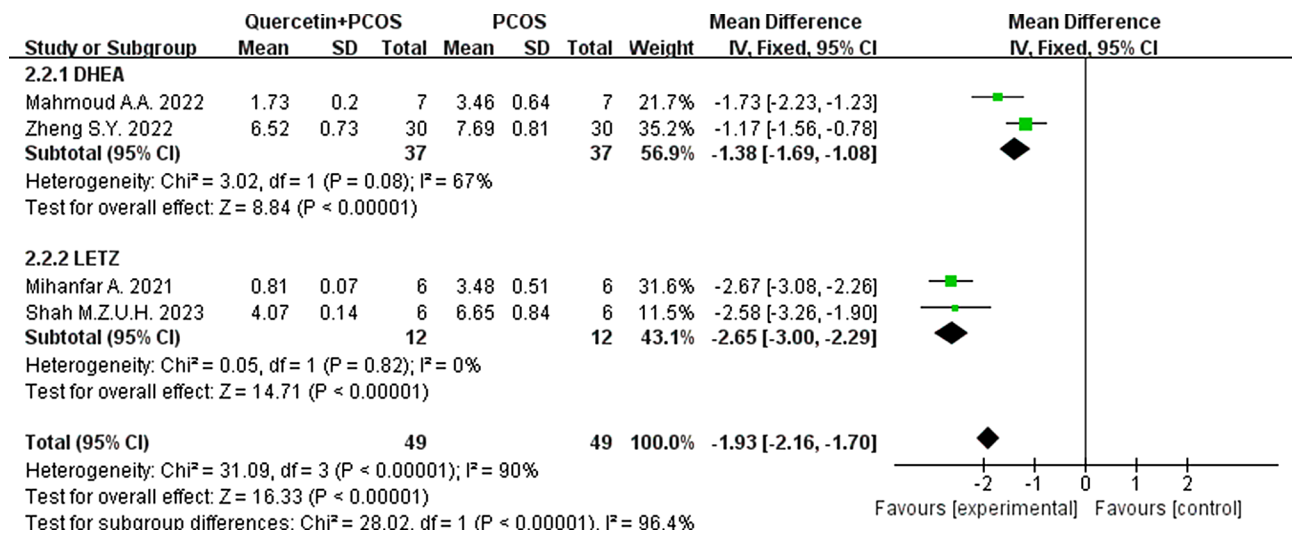 Quercetin+PCOS PCOS Mean Difference Mean Difference
Study or Subgroup Mean SD Total Mean SD Total Weight IV, Fixed, 95% CI IV, Fixed, 95% CI
2.2.1 DHEA
Mahmoud A.A. 2022 1.73 0.2 7 3.46 0.64 7 21.7% -1.73 [-2.23, -1.23]
Zheng S.Y. 2022 6.52 0.73 30 7.69 0.81 30 35.2% -1.17 [-1.56, -0.78]
Subtotal (95% CI) 37 37 56.9% -1.38 [-1.69, -1.08]
Heterogeneity: Chi² = 3.02, df = 1 (P = 0.08); I² = 67%
Test for overall effect: Z = 8.84 (P < 0.00001)
2.2.2 LETZ
Mihanfar A. 2021 0.81 0.07 6 3.48 0.51 6 31.6% -2.67 [-3.08, -2.26]
Shah M.Z.U.H. 2023 4.07 0.14 6 6.65 0.84 6 11.5% -2.58 [-3.26, -1.90]
Subtotal (95% CI) 12 12 43.1% -2.65 [-3.00, -2.29]
Heterogeneity: Chi² = 0.05, df = 1 (P = 0.82); I² = 0%
Test for overall effect: Z = 14.71 (P < 0.00001)
Total (95% CI) 49 49 100.0% -1.93 [-2.16, -1.70]
Heterogeneity: Chi² = 31.09, df = 3 (P < 0.00001); I² = 90%
Test for overall effect: Z = 16.33 (P < 0.00001)
Test for subgroup differences: Chi² = 28.02, df = 1 (P < 0.00001), I² = 96.4%
-2 -1 0 1 2
Favours [experimental] Favours [control]